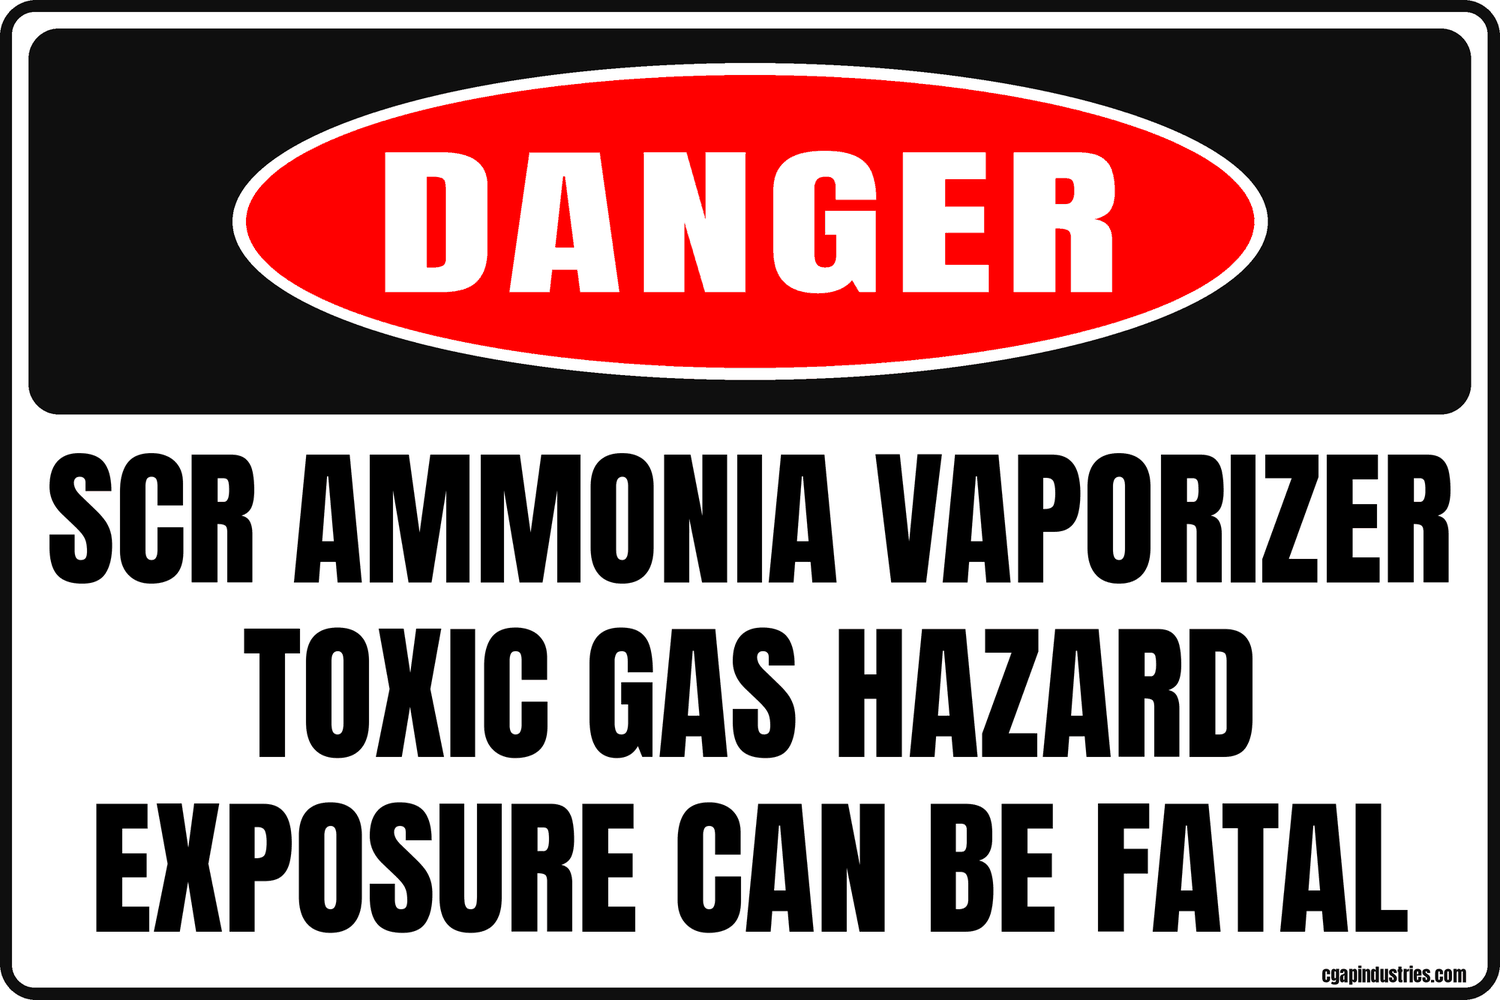 DANGER
SCR AMMONIA VAPORIZER
TOXIC GAS HAZARD
EXPOSURE CAN BE FATAL
cgapindustries.com